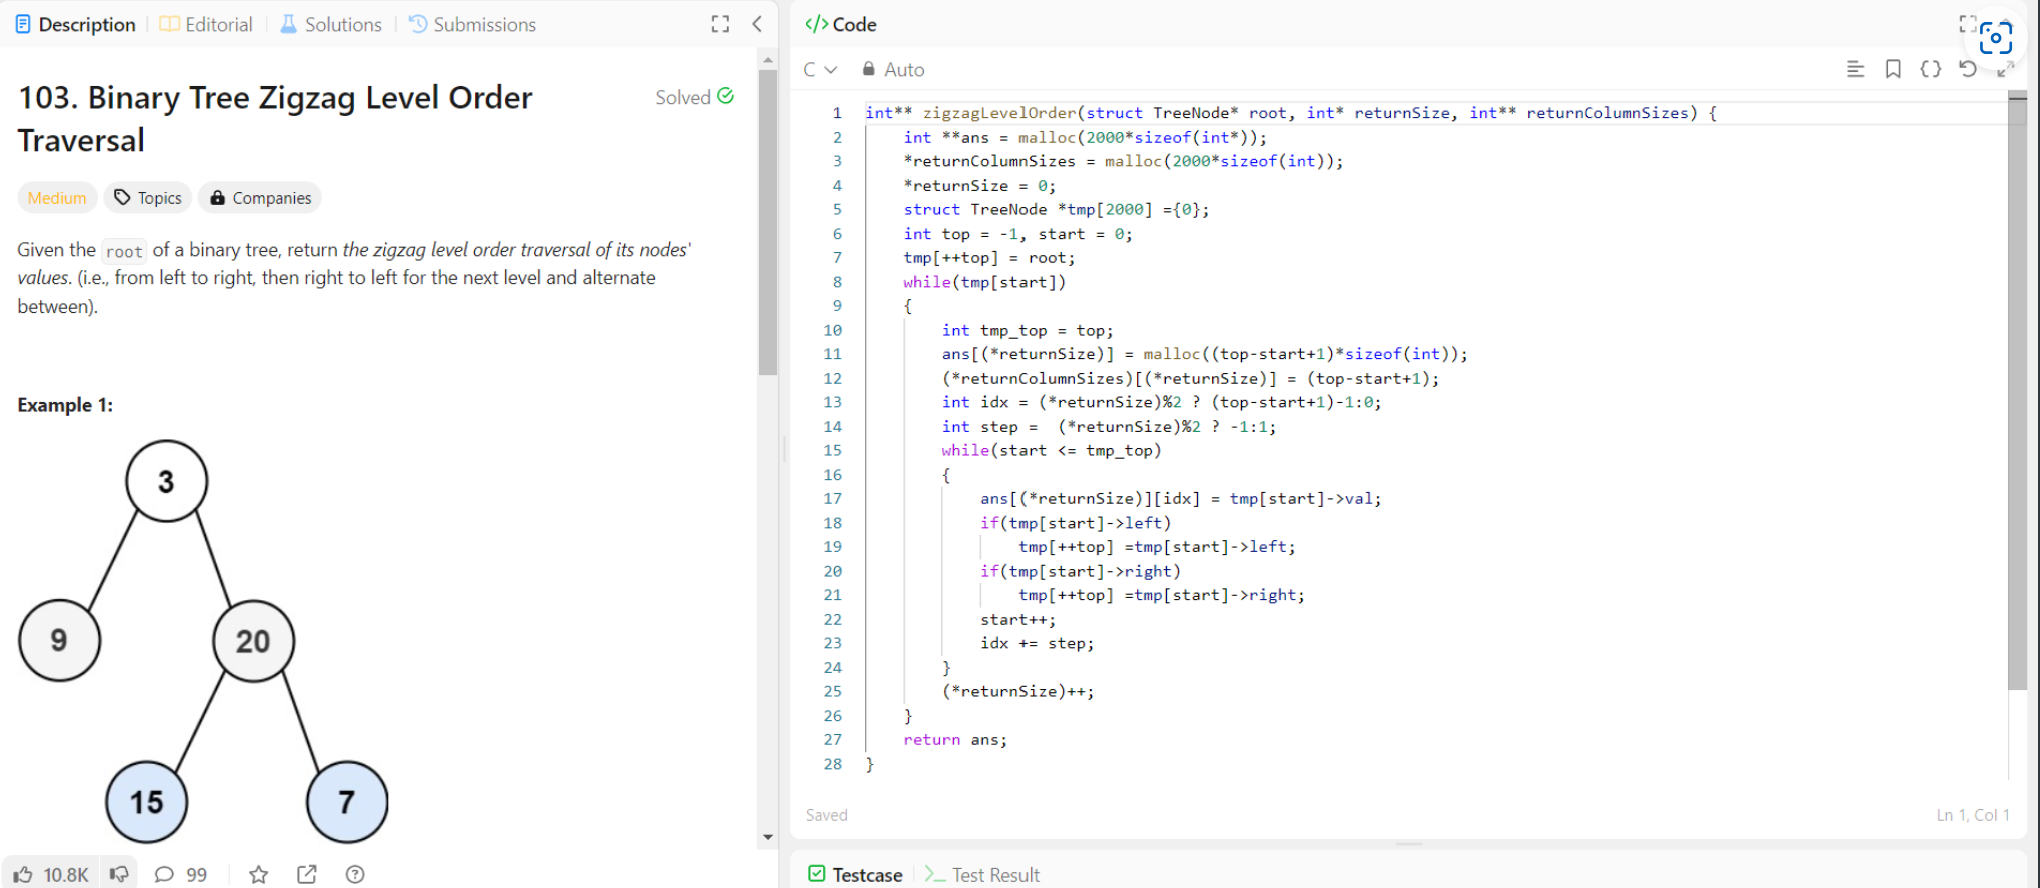 Description Editorial Solutions Submissions
103. Binary Tree Zigzag Level Order
Traversal
Solved
Medium Topics Companies
Given the root of a binary tree, return the zigzag level order traversal of its nodes'
values. (i.e., from left to right, then right to left for the next level and alternate
between).
Example 1:
3
9 20
15 7
10.8K 99
</> Code
C Auto
1 int** zigzagLevelOrder(struct TreeNode* root, int* returnSize, int** returnColumnSizes) {
2 int **ans = malloc(2000*sizeof(int*));
3 *returnColumnSizes = malloc(2000*sizeof(int));
4 *returnSize = 0;
5 struct TreeNode *tmp[2000] ={0};
6 int top = -1, start = 0;
7 tmp[++top] = root;
8 while(tmp[start])
9 {
10 int tmp_top = top;
11 ans[(*returnSize)] = malloc((top-start+1)*sizeof(int));
12 (*returnColumnSizes)[(*returnSize)] = (top-start+1);
13 int idx = (*returnSize)%2 ? (top-start+1)-1:0;
14 int step =  (*returnSize)%2 ? -1:1;
15 while(start <= tmp_top)
16 {
17 ans[(*returnSize)][idx] = tmp[start]->val;
18 if(tmp[start]->left)
19 tmp[++top] =tmp[start]->left;
20 if(tmp[start]->right)
21 tmp[++top] =tmp[start]->right;
22 start++;
23 idx += step;
24 }
25 (*returnSize)++;
26 }
27 return ans;
28 }
Saved Ln 1, Col 1
Testcase Test Result